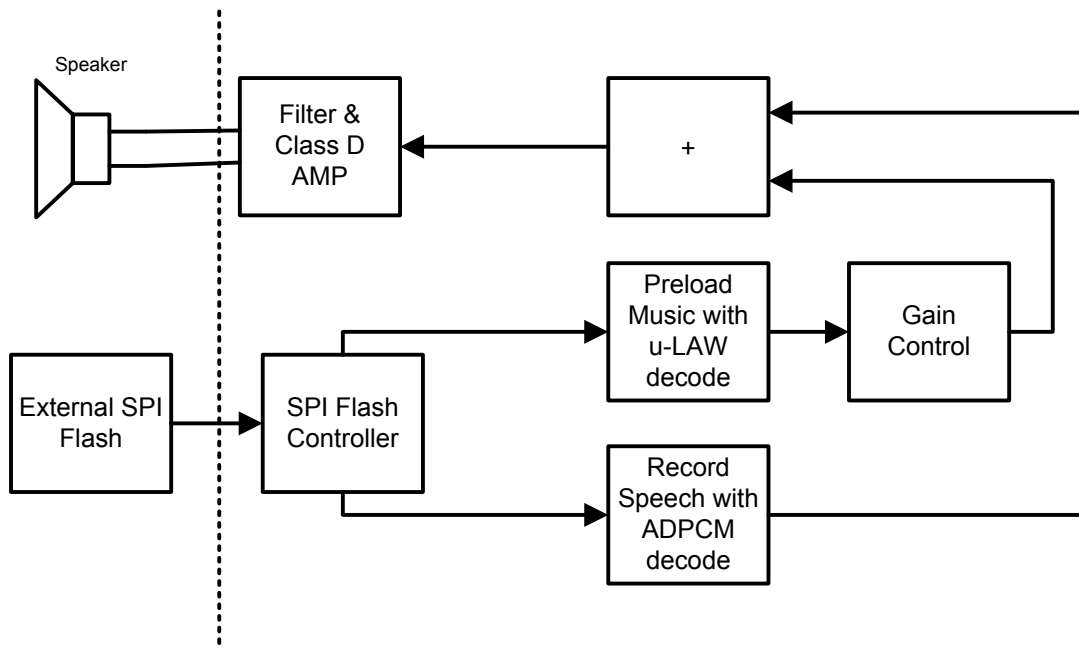 Speaker
Filter &
Class D
AMP
+
Preload
Music with
u-LAW
decode
Gain
Control
External SPI
Flash
SPI Flash
Controller
Record
Speech with
ADPCM
decode